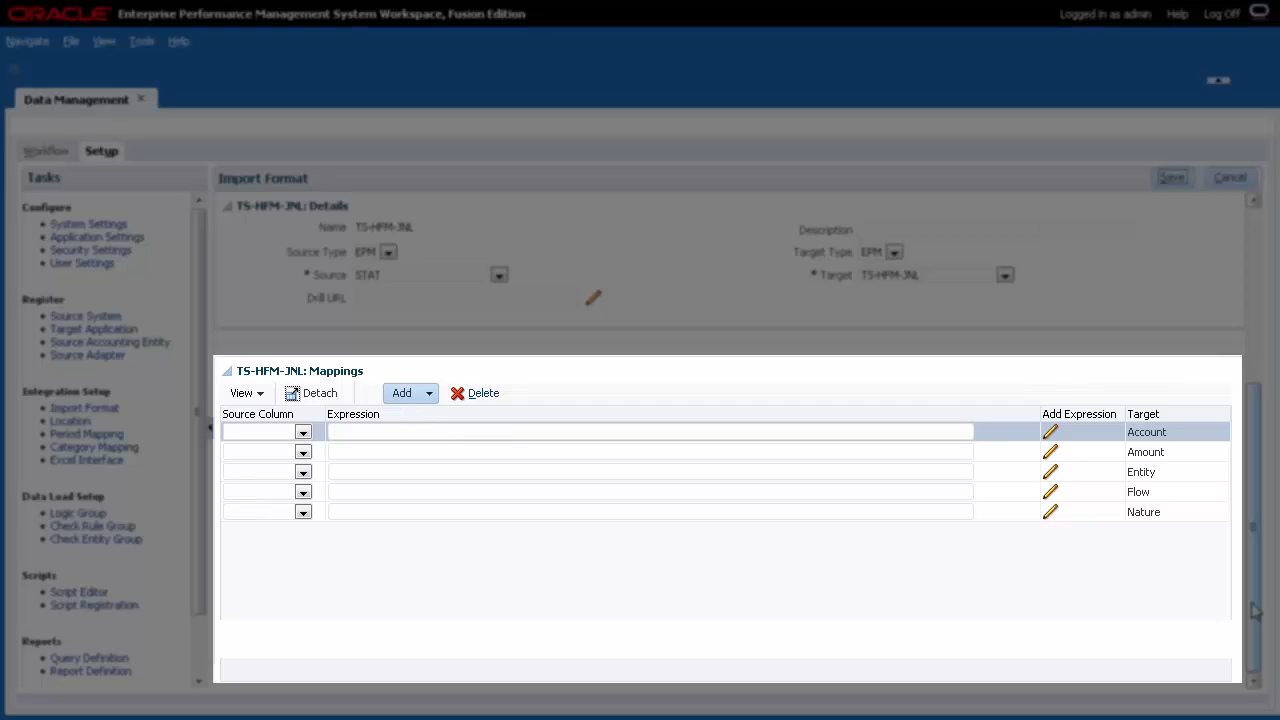 ORACLE Enterprise Performance Management System Workspace, Fusion Edition Logged in as admin Help Log Off
Navigate File View Tools Help
Data Management
Workflow Setup
Tasks
Configure
System Settings
Application Settings
Security Settings
User Settings
Register
Source System
Target Application
Source Accounting Entity
Source Adapter
Integration Setup
Import Format
Location
Period Mapping
Category Mapping
Excel Interface
Data Load Setup
Logic Group
Check Rule Group
Check Entity Group
Scripts
Script Editor
Script Registration
Reports
Query Definition
Report Definition
Import Format Save Cancel
TS-HFM-JNL: Details
Name TS-HFM-JNL Description
Source Type EPM Target Type EPM
* Source STAT * Target TS-HFM-JNL
Drill URL
TS-HFM-JNL: Mappings
View Detach Add Delete
Source Column Expression Add Expression Target
Account
Amount
Entity
Flow
Nature